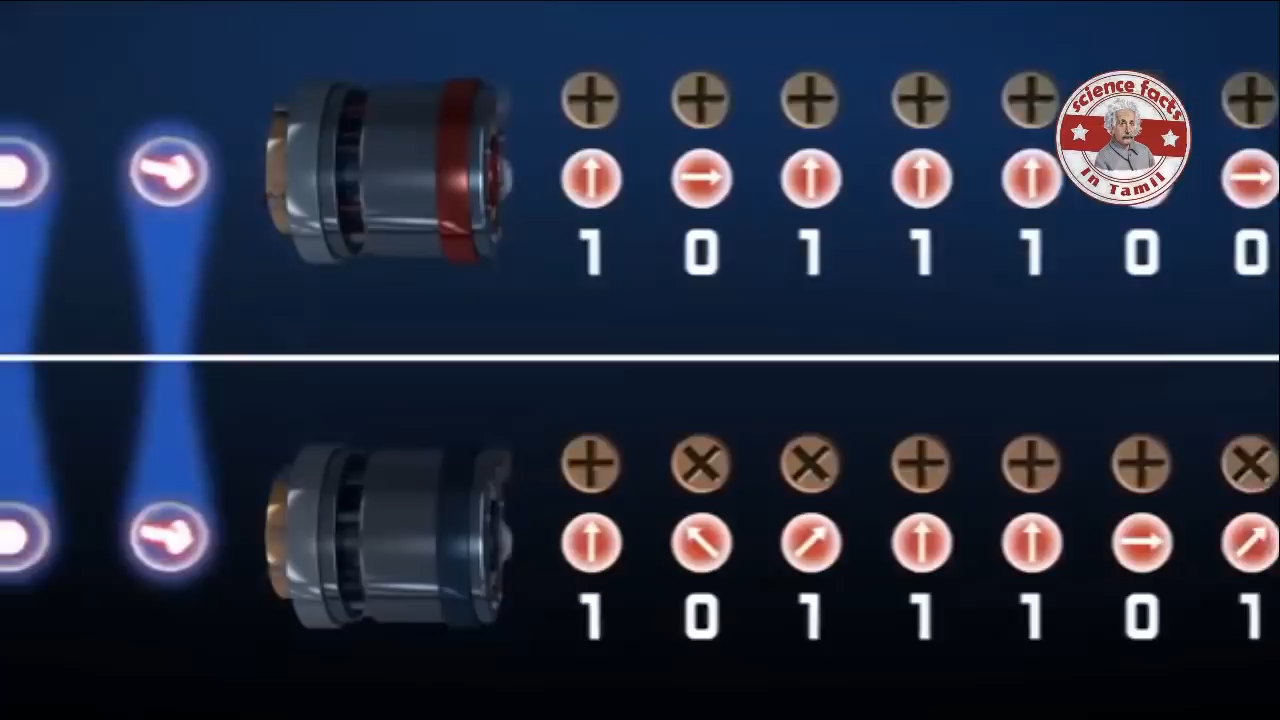 science facts
in Tamil
1 0 1 1 1 0 0
1 0 1 1 1 0 1